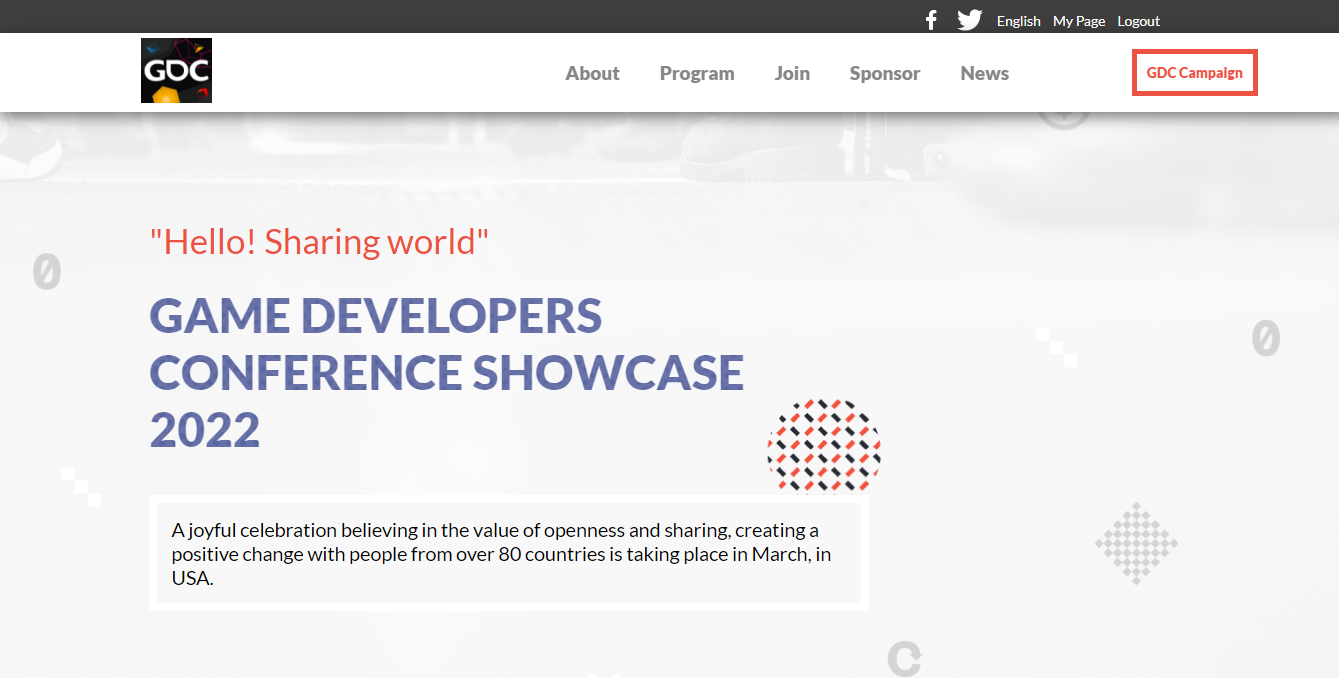 English My Page Logout
GDC
About Program Join Sponsor News
GDC Campaign
"Hello! Sharing world"
GAME DEVELOPERS
CONFERENCE SHOWCASE
2022
A joyful celebration believing in the value of openness and sharing, creating a
positive change with people from over 80 countries is taking place in March, in
USA.